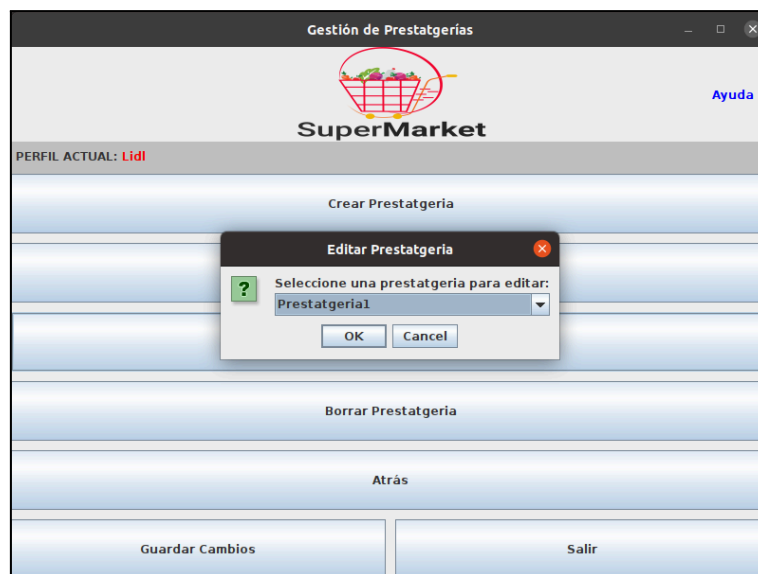 Gestión de Prestatgerías
SuperMarket
Ayuda
PERFIL ACTUAL: Lidl
Crear Prestatgeria
Editar Prestatgeria
?
Seleccione una prestatgeria para editar:
Prestatgeria1
OK Cancel
Borrar Prestatgeria
Atrás
Guardar Cambios Salir